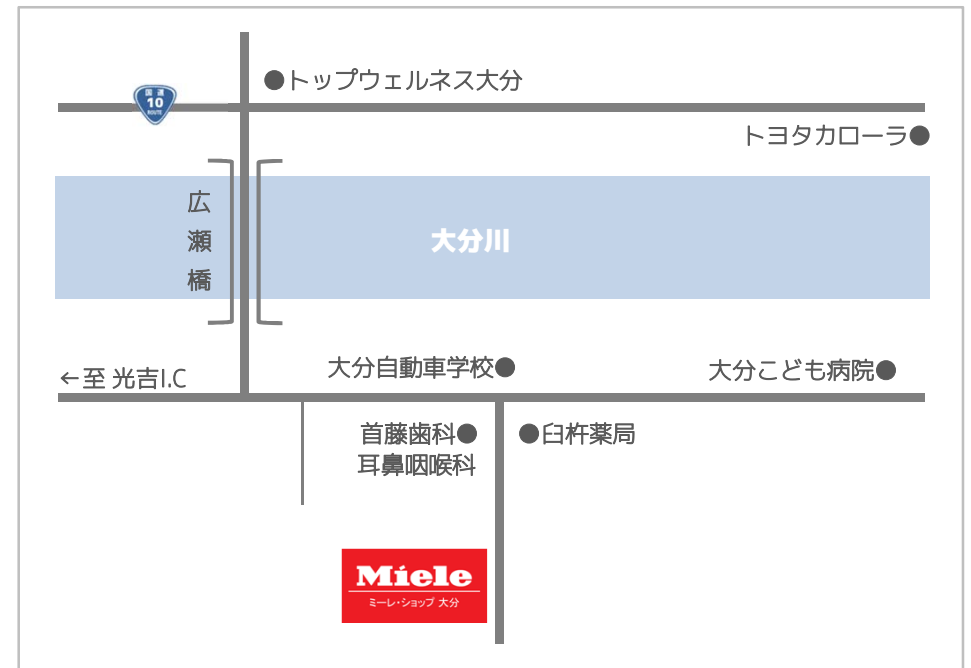 ●トップウェルネス大分
国道
10
ROUTE
トヨタカローラ●
広瀬橋
大分川
大分自動車学校●
大分こども病院●
←至 光吉I.C
首藤歯科●
耳鼻咽喉科
●臼杵薬局
Miele
ミーレ・ショップ 大分